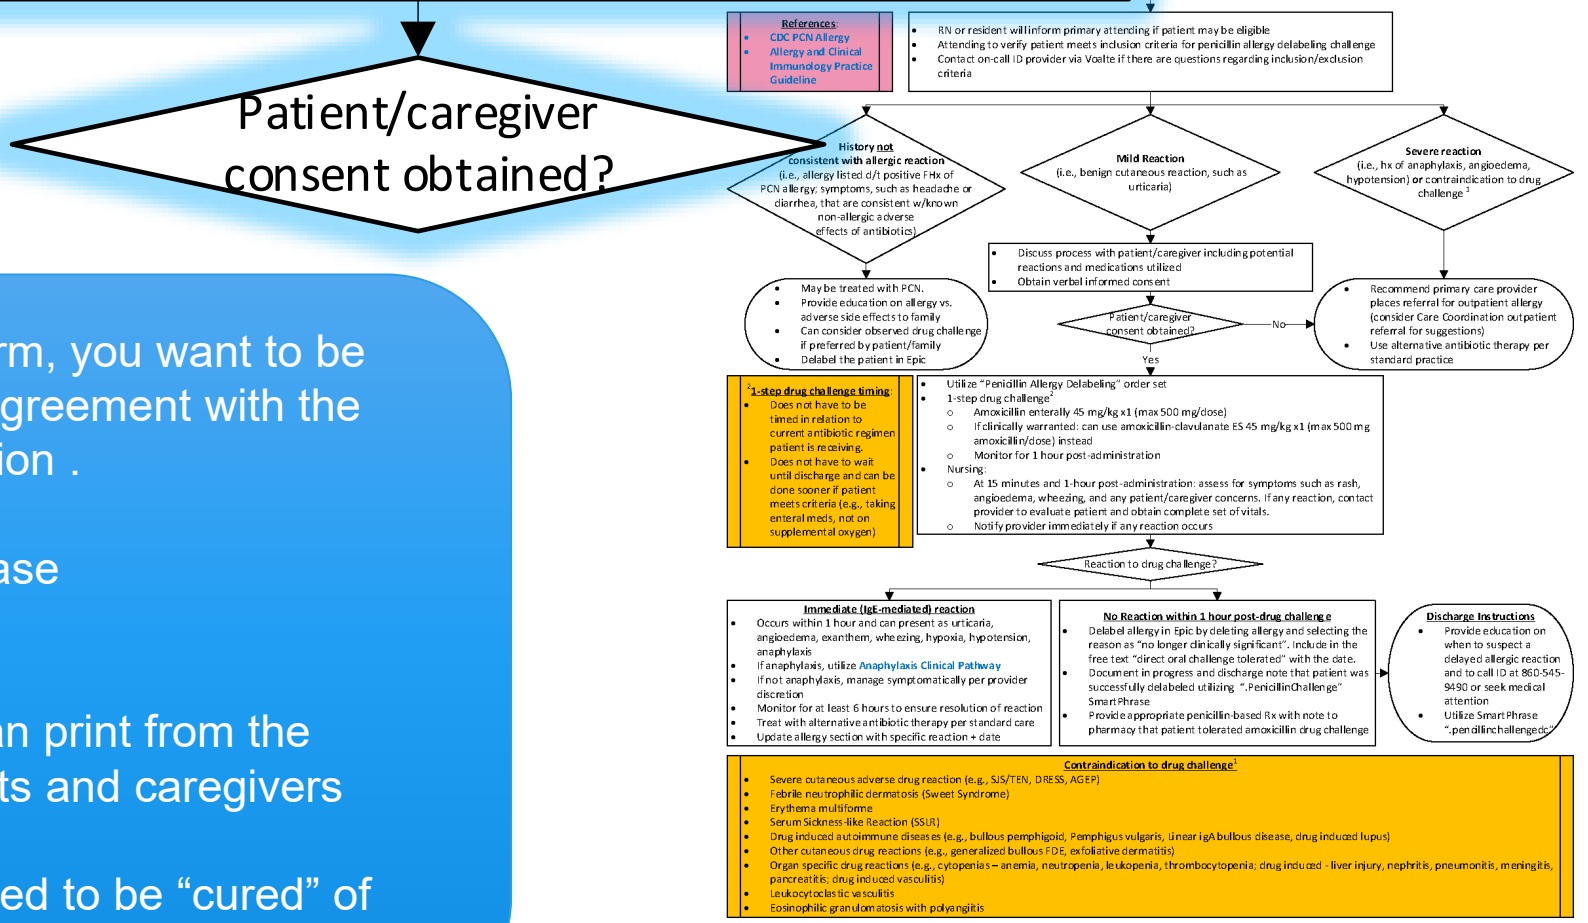 Patient/caregiver
consent obtained?
rm, you want to be
greement with the
ion .
ase
an print from the
ts and caregivers
ed to be “cured” of
References:
• CDC PCN Allergy
• Allergy and Clinical
Immunology Practice
Guideline
• RN or resident will inform primary attending if patient may be eligible
• Attending to verify patient meets inclusion criteria for penicillin allergy delabeling challenge
• Contact on-call ID provider via Voalte if there are questions regarding inclusion/exclusion
criteria
History not
consistent with allergic reaction
(i.e., allergy listed d/t positive FHx of
PCN allergy; symptoms, such as headache or
diarrhea, that are consistent w/known
non-allergic adverse
effects of antibiotics)
Mild Reaction
(i.e., benign cutaneous reaction, such as
urticaria)
Severe reaction
(i.e., hx of anaphylaxis, angioedema,
hypotension) or contraindication to drug
challenge 1
• Discuss process with patient/caregiver including potential
reactions and medications utilized
• Obtain verbal informed consent
• May be treated with PCN.
• Provide education on allergy vs.
adverse side effects to family
• Can consider observed drug challenge
if preferred by patient/family
• Delabel the patient in Epic
Patient/caregiver
consent obtained?
No
Yes
• Recommend primary care provider
places referral for outpatient allergy
(consider Care Coordination outpatient
referral for suggestions)
• Use alternative antibiotic therapy per
standard practice
21-step drug challenge timing:
• Does not have to be
timed in relation to
current antibiotic regimen
patient is receiving.
• Does not have to wait
until discharge and can be
done sooner if patient
meets criteria (e.g., taking
enteral meds, not on
supplemental oxygen)
• Utilize “Penicillin Allergy Delabeling” order set
• 1-step drug challenge2
o Amoxicillin enterally 45 mg/kg x1 (max 500 mg/dose)
o If clinically warranted: can use amoxicillin-clavulanate ES 45 mg/kg x1 (max 500 mg
amoxicillin/dose) instead
o Monitor for 1 hour post-administration
• Nursing:
o At 15 minutes and 1-hour post-administration: assess for symptoms such as rash,
angioedema, wheezing, and any patient/caregiver concerns. If any reaction, contact
provider to evaluate patient and obtain complete set of vitals.
o Notify provider immediately if any reaction occurs
Reaction to drug challenge?
Immediate (IgE-mediated) reaction
• Occurs within 1 hour and can present as urticaria,
angioedema, exanthem, wheezing, hypoxia, hypotension,
anaphylaxis
• If anaphylaxis, utilize Anaphylaxis Clinical Pathway
• If not anaphylaxis, manage symptomatically per provider
discretion
• Monitor for at least 6 hours to ensure resolution of reaction
• Treat with alternative antibiotic therapy per standard care
• Update allergy section with specific reaction + date
No Reaction within 1 hour post-drug challenge
• Delabel allergy in Epic by deleting allergy and selecting the
reason as “no longer clinically significant”. Include in the
free text “direct oral challenge tolerated” with the date.
• Document in progress and discharge note that patient was
successfully delabeled utilizing “.PenicillinChallenge”
SmartPhrase
• Provide appropriate penicillin-based Rx with note to
pharmacy that patient tolerated amoxicillin drug challenge
Discharge Instructions
• Provide education on
when to suspect a
delayed allergic reaction
and to call ID at 860-545-
9490 or seek medical
attention
• Utilize SmartPhrase
“.pencillinchallengedc”
Contraindication to drug challenge1
• Severe cutaneous adverse drug reaction (e.g., SJS/TEN, DRESS, AGEP)
• Febrile neutrophilic dermatosis (Sweet Syndrome)
• Erythema multiforme
• Serum Sickness-like Reaction (SSLR)
• Drug induced autoimmune diseases (e.g., bullous pemphigoid, Pemphigus vulgaris, Linear igA bullous disease, drug induced lupus)
• Other cutaneous drug reactions (e.g., generalized bullous FDE, exfoliative dermatitis)
• Organ specific drug reactions (e.g., cytopenias – anemia, neutropenia, leukopenia, thrombocytopenia; drug induced - liver injury, nephritis, pneumonitis, meningitis,
pancreatitis; drug induced vasculitis)
• Leukocytoclastic vasculitis
• Eosinophilic granulomatosis with polyangiitis